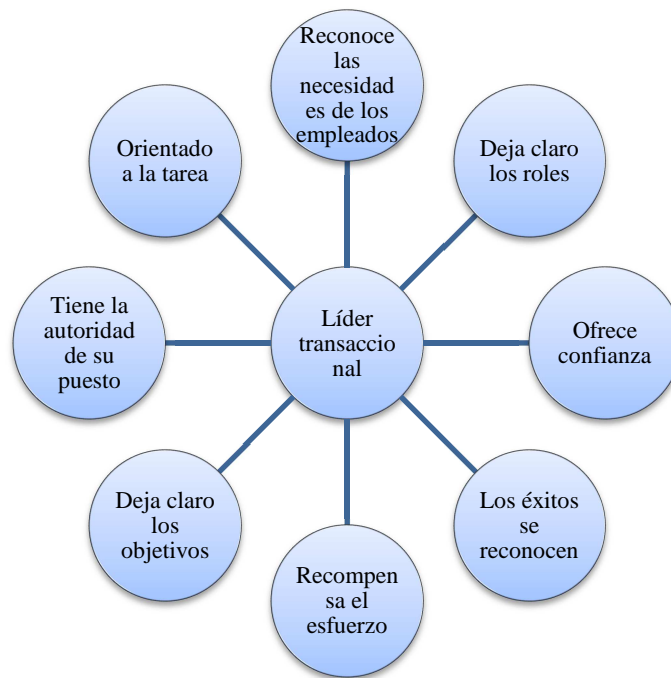 Reconoce
las
necesidad
es de los
empleados
Deja claro
los roles
Ofrece
confianza
Los éxitos
se
reconocen
Recompen
sa el
esfuerzo
Deja claro
los
objetivos
Tiene la
autoridad
de su
puesto
Orientado
a la tarea
Líder
transaccio
nal